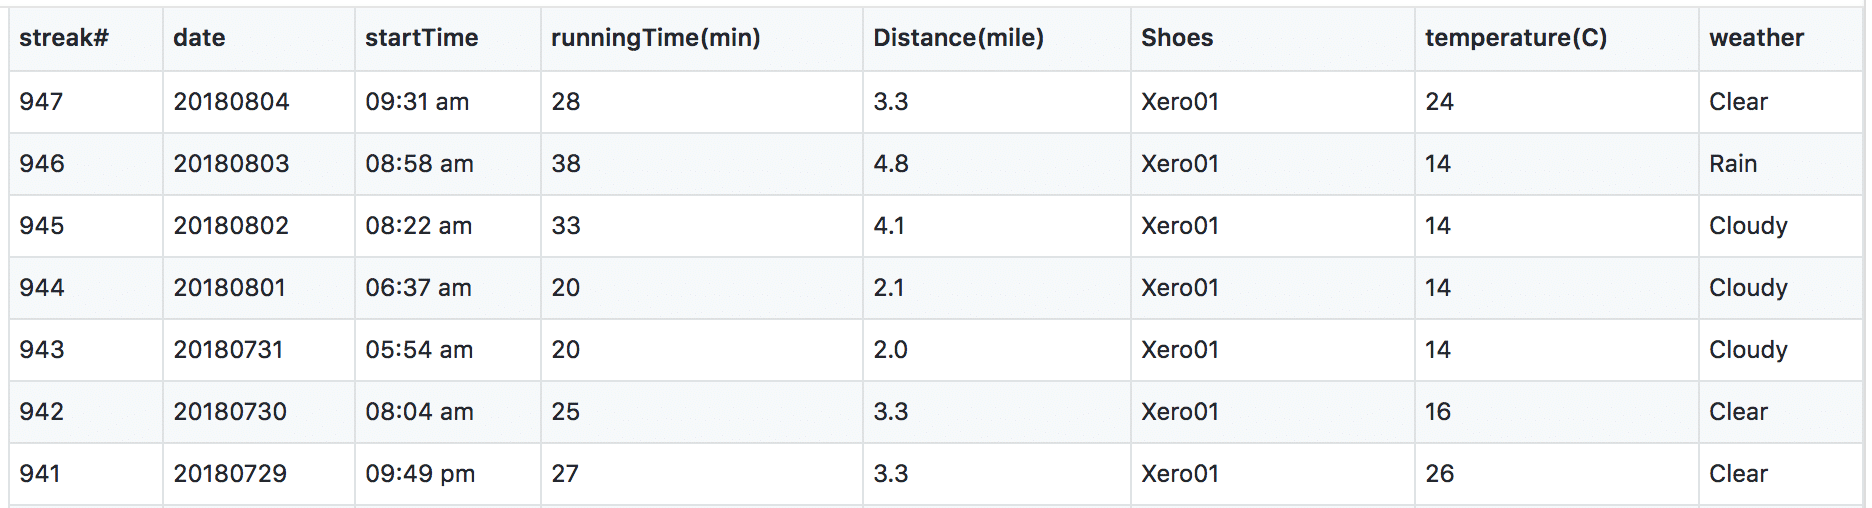 streak# date startTime runningTime(min) Distance(mile) Shoes temperature(C) weather
947 20180804 09:31 am 28 3.3 Xero01 24 Clear
946 20180803 08:58 am 38 4.8 Xero01 14 Rain
945 20180802 08:22 am 33 4.1 Xero01 14 Cloudy
944 20180801 06:37 am 20 2.1 Xero01 14 Cloudy
943 20180731 05:54 am 20 2.0 Xero01 14 Cloudy
942 20180730 08:04 am 25 3.3 Xero01 16 Clear
941 20180729 09:49 pm 27 3.3 Xero01 26 Clear